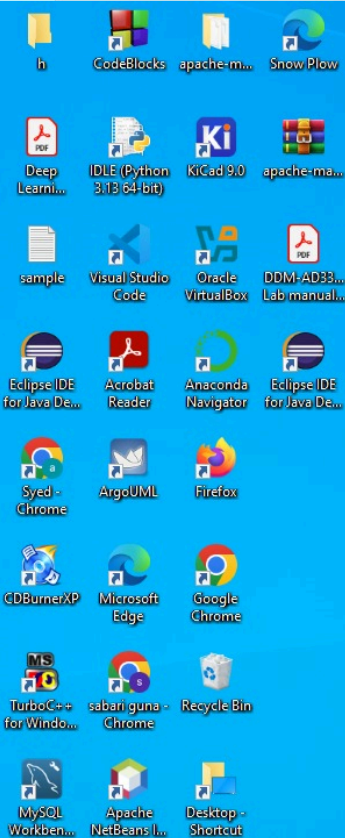 h
CodeBlocks
apache-m...
Snow Plow
PDF
Deep
Learni...
IDLE (Python
3.13 64-bit)
Ki
KiCad 9.0
apache-ma...
sample
Visual Studio
Code
Oracle
VirtualBox
PDF
DDM-AD33...
Lab manual...
Eclipse IDE
for Java De...
Acrobat
Reader
Anaconda
Navigator
Eclipse IDE
for Java De...
a
Syed -
Chrome
ArgoUML
Firefox
CDBurnerXP
Microsoft
Edge
Google
Chrome
MS
TurboC++
for Windo...
s
sabari guna -
Chrome
Recycle Bin
MySQL
Workben...
Apache
NetBeans I...
Desktop -
Shortcut